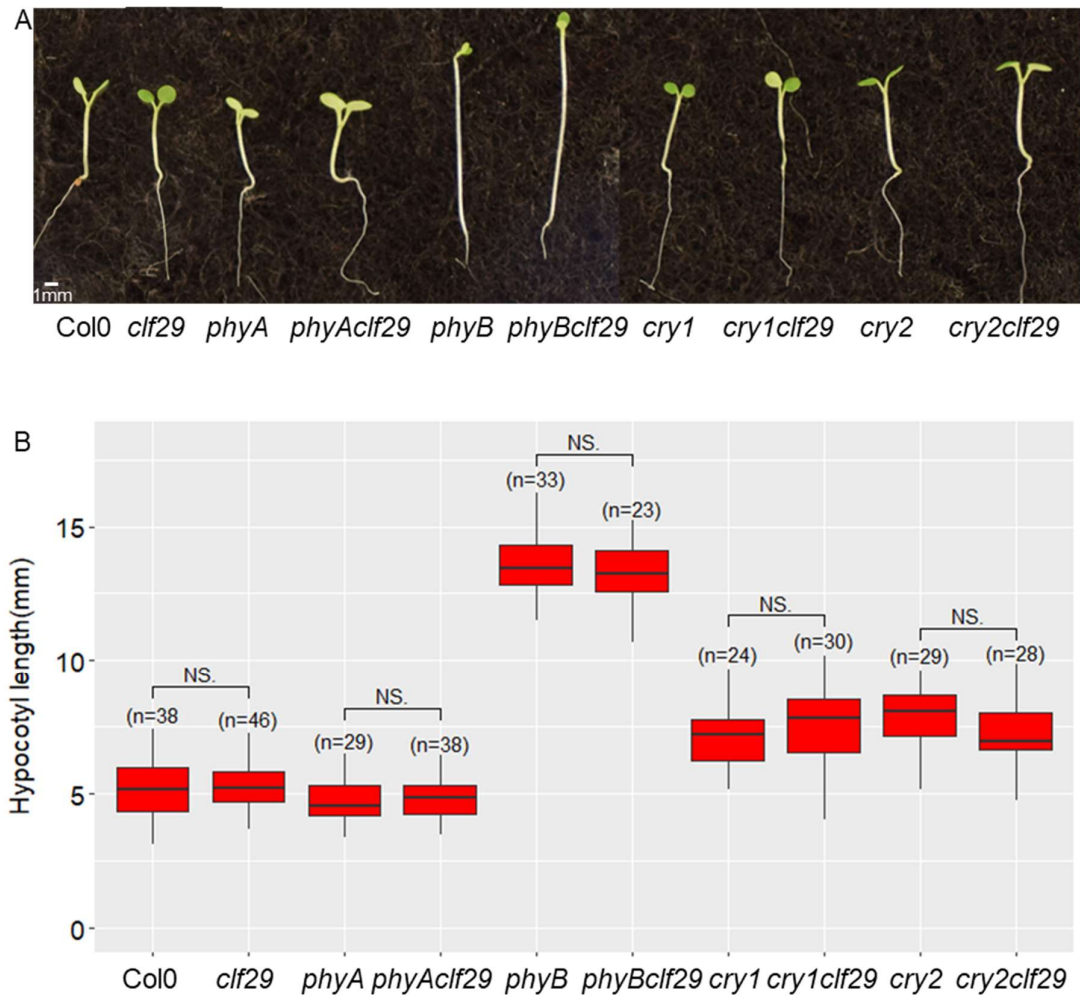 A
1mm
Col0 clf29 phyA phyAclf29 phyB phyBclf29 cry1 cry1clf29 cry2 cry2clf29
B
NS.
(n=33)
(n=23)
NS.
NS.
(n=24)
(n=30)
(n=29)
(n=28)
NS.
NS.
(n=38
(n=46)
(n=29)
(n=38)
15
10
5
0
Hypocotyl length(mm)
Col0 clf29 phyA phyAclf29 phyB phyBclf29 cry1 cry1clf29 cry2 cry2clf29